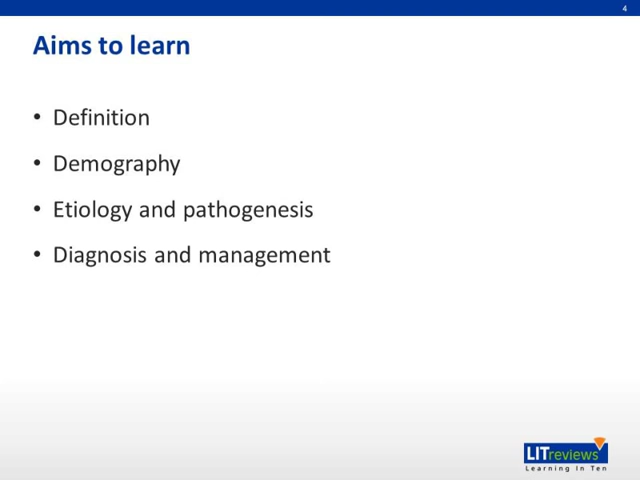 4
Aims to learn
• Definition
• Demography
• Etiology and pathogenesis
• Diagnosis and management
LITreviews
Learning In Ten